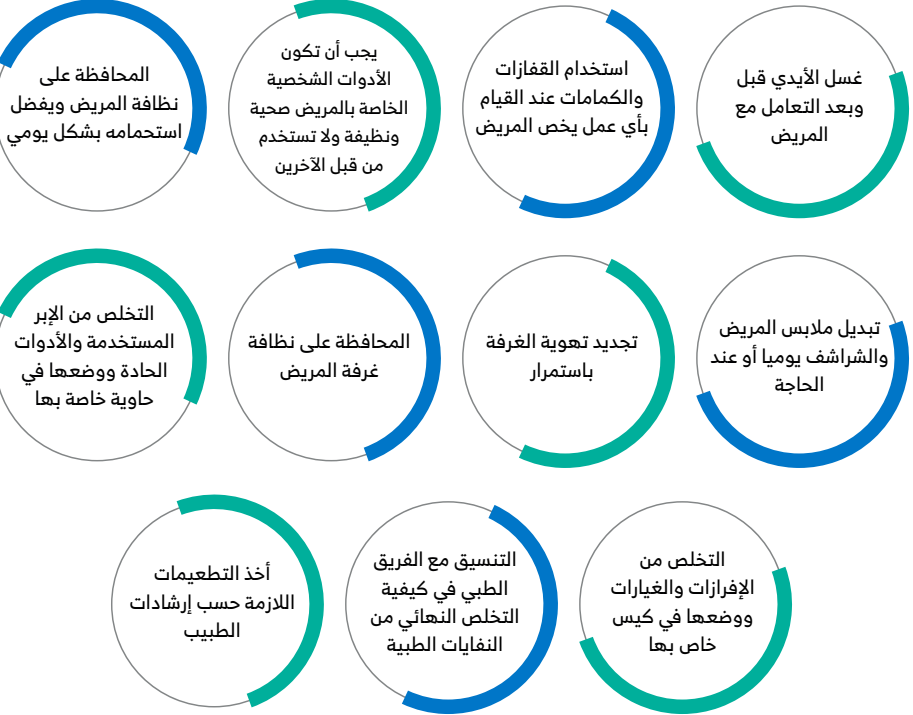 غسل الأيدي قبل
وبعد التعامل مع
المريض
استخدام القفازات
والكمامات عند القيام
بأي عمل يخص المريض
يجب أن تكون
الأدوات الشخصية
الخاصة بالمريض صحية
ونظيفة ولا تستخدم
من قبل الآخرين
المحافظة على
نظافة المريض ويفضل
استحمامه بشكل يومي
تبديل ملابس المريض
والشراشف يوميا أو عند
الحاجة
تجديد تهوية الغرفة
باستمرار
المحافظة على نظافة
غرفة المريض
التخلص من الإبر
المستخدمة والأدوات
الحادة ووضعها في
حاوية خاصة بها
التخلص من
الإفرازات والغيارات
ووضعها في كيس
خاص بها
التنسيق مع الفريق
الطبي في كيفية
التخلص النهائي من
النفايات الطبية
أخذ التطعيمات
اللازمة حسب إرشادات
الطبيب